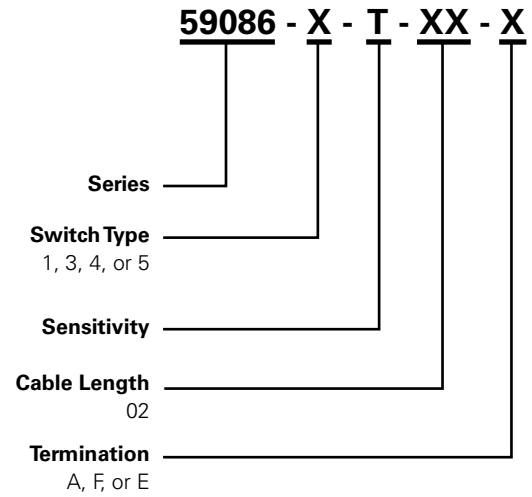 59086 - X - T - XX - X
Series
Switch Type
1, 3, 4, or 5
Sensitivity
Cable Length
02
Termination
A, F, or E